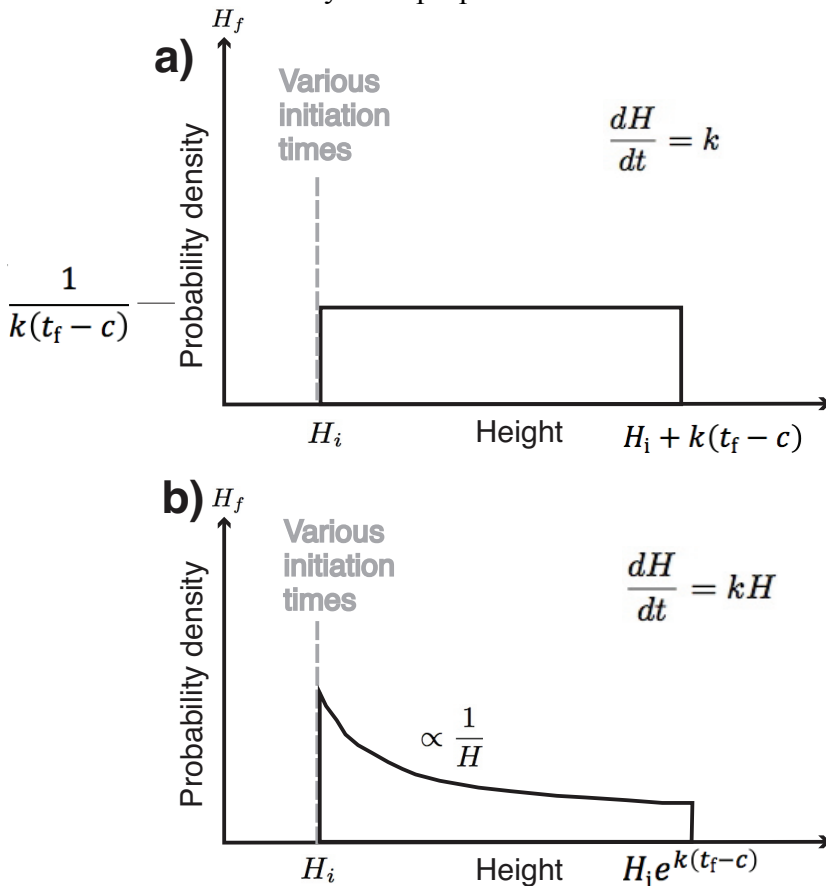 H_f
a)
Various
initiation
times
dH/dt = k
Probability density
1/(k(t_f − c))
H_i
Height
H_i + k(t_f − c)
b)
H_f
Various
initiation
times
dH/dt = kH
Probability density
∝ 1/H
H_i
Height
H_i e^{k(t_f−c)}